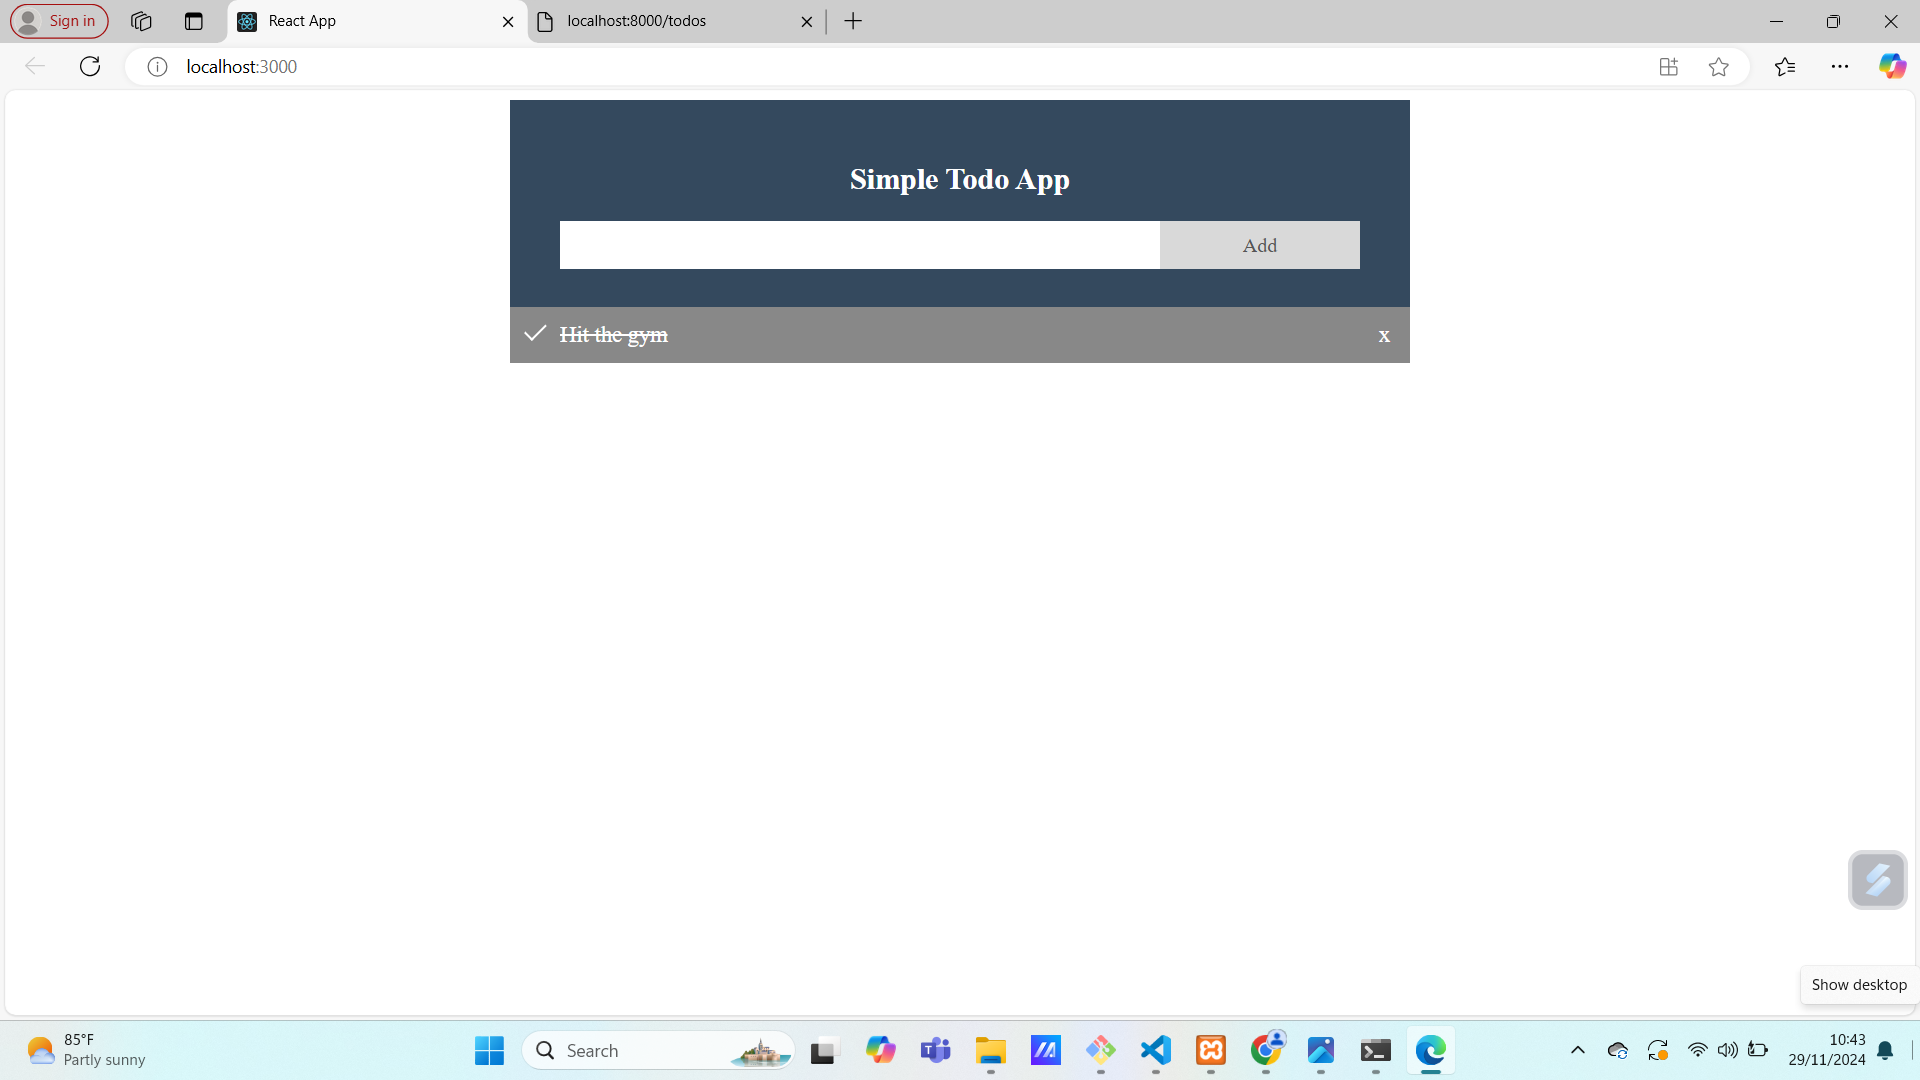 Sign in
React App
localhost:8000/todos
localhost:3000
Simple Todo App
Add
Hit the gym
x
Show desktop
85°F
Partly sunny
Search
10:43
29/11/2024